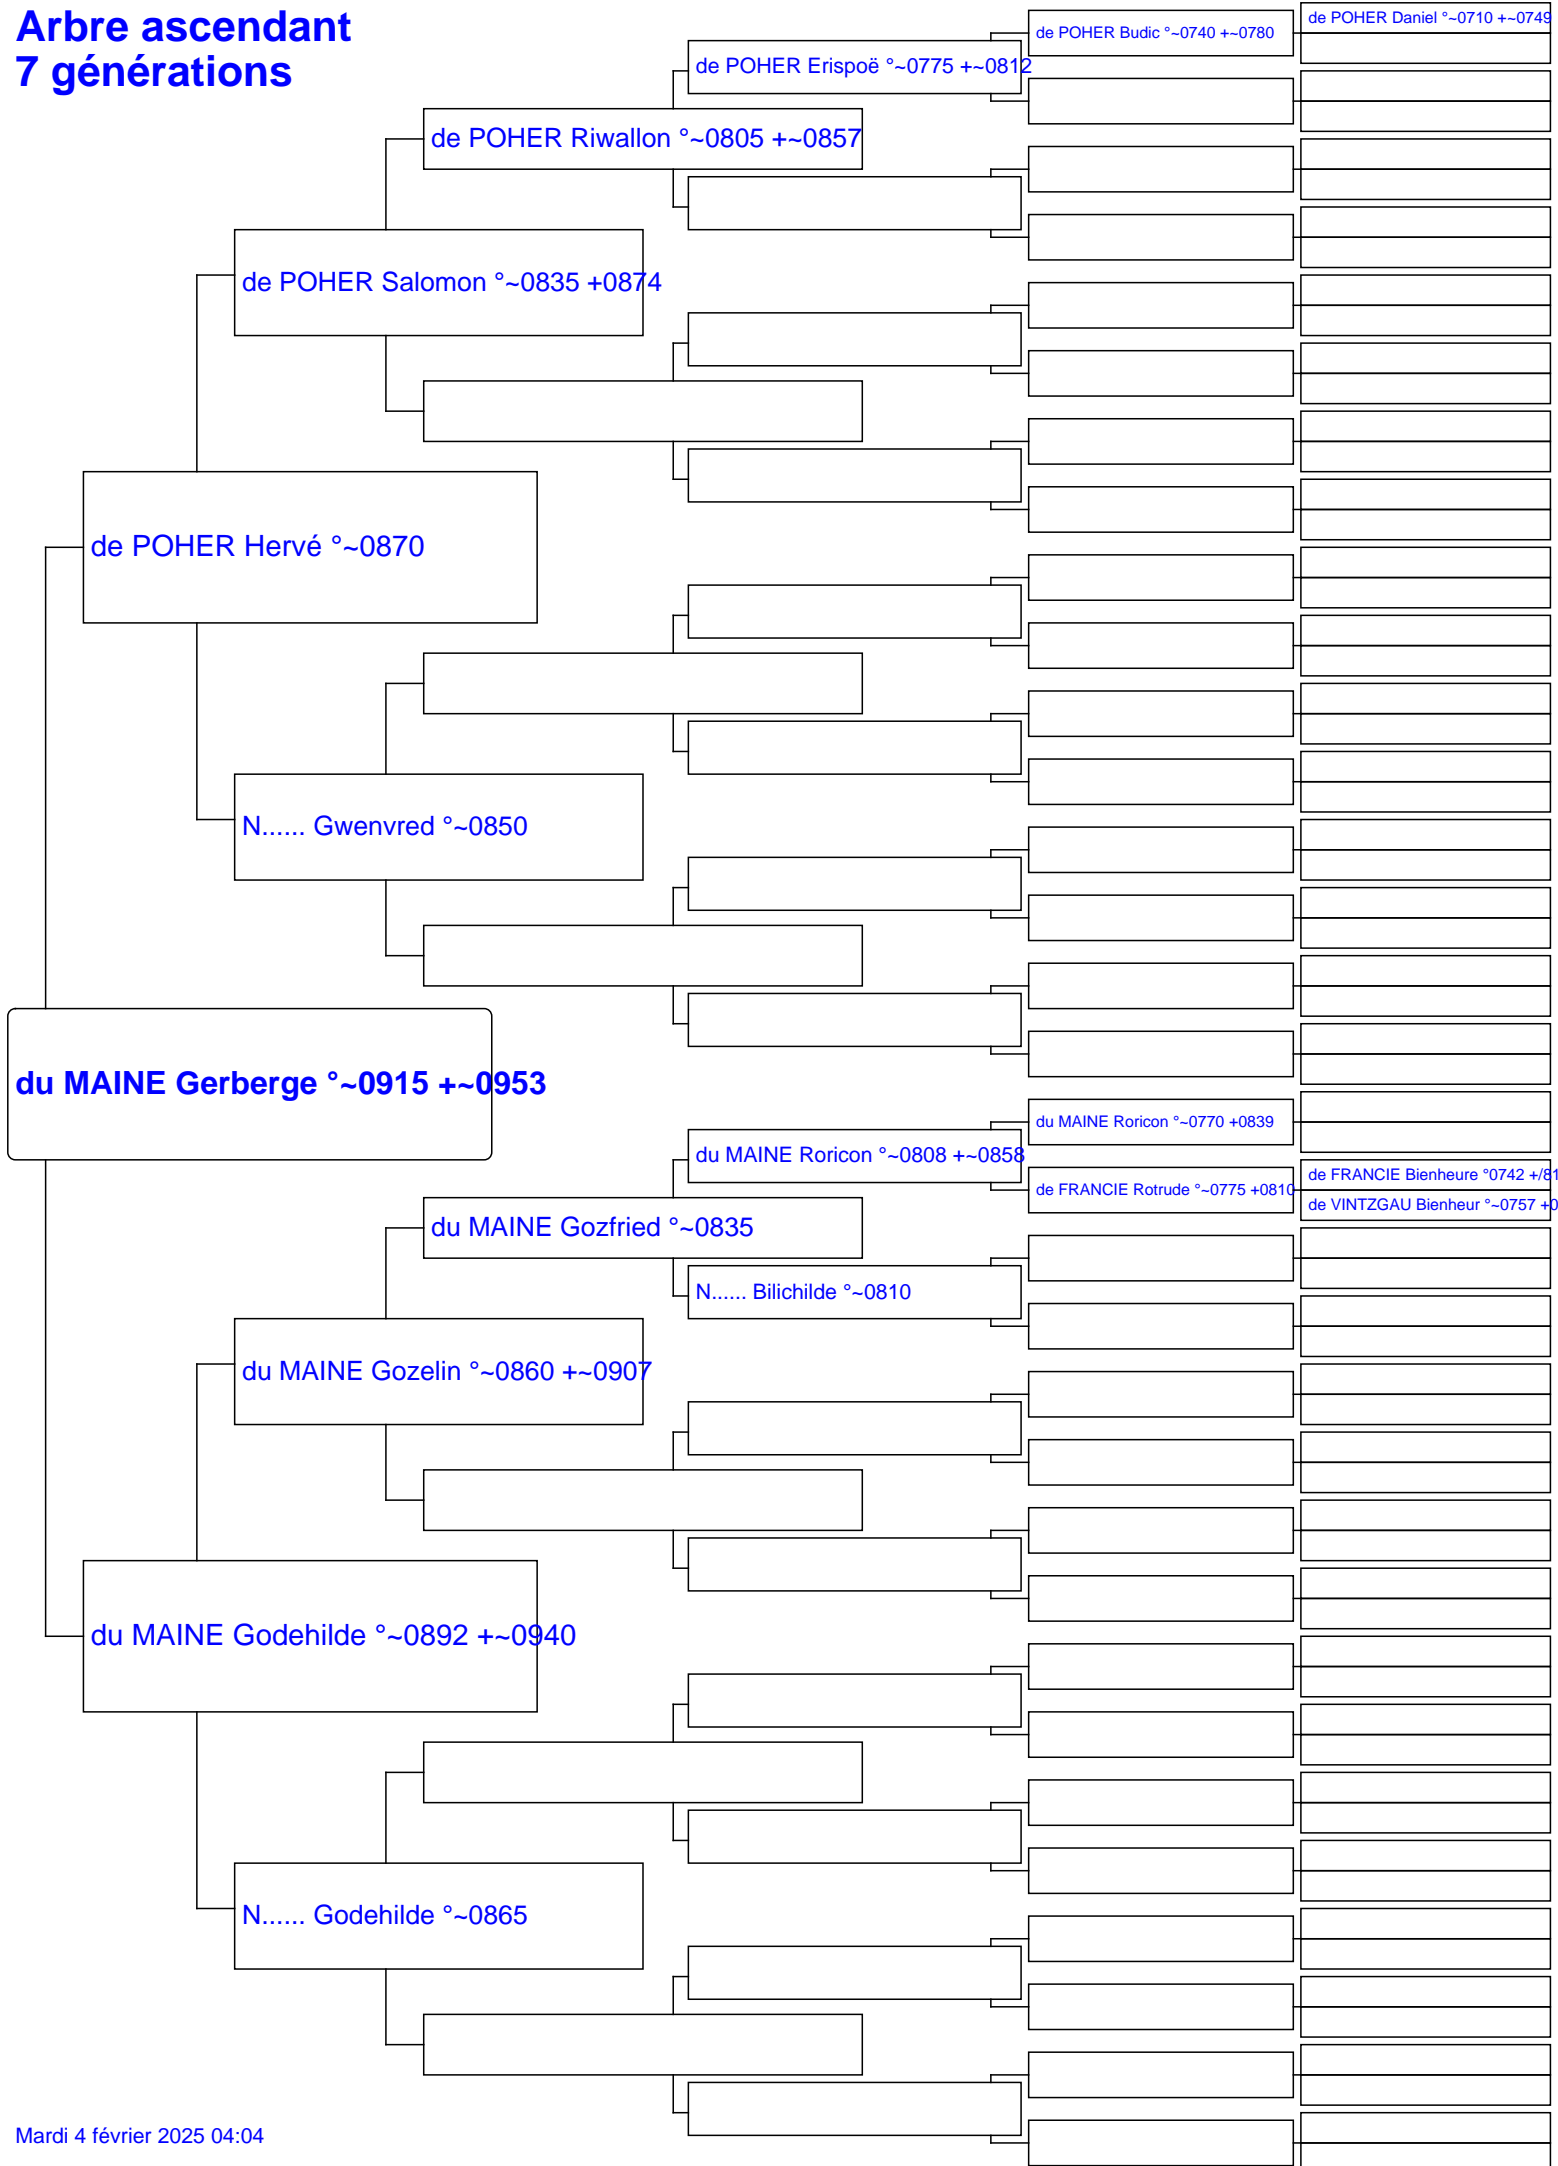 Arbre ascendant
7 générations
de POHER Daniel °~0710 +~0749
de POHER Budic °~0740 +~0780
de POHER Erispoë °~0775 +~0812
de POHER Riwallon °~0805 +~0857
de POHER Salomon °~0835 +0874
de POHER Hervé °~0870
N...... Gwenvred °~0850
du MAINE Gerberge °~0915 +~0953
du MAINE Roricon °~0770 +0839
du MAINE Roricon °~0808 +~0858
de FRANCIE Bienheure °0742 +/81
de FRANCIE Rotrude °~0775 +0810
de VINTZGAU Bienheur °~0757 +0
du MAINE Gozfried °~0835
N...... Bilichilde °~0810
du MAINE Gozelin °~0860 +~0907
du MAINE Godehilde °~0892 +~0940
N...... Godehilde °~0865
Mardi 4 février 2025 04:04